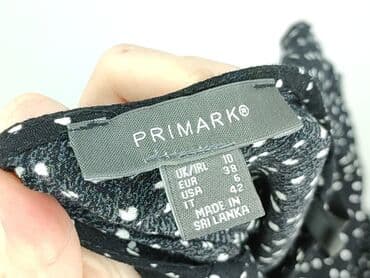 PRIMARK®
UK/IRL 10
EUR 38
USA 6
IT 42
MADE IN
SRI LANKA